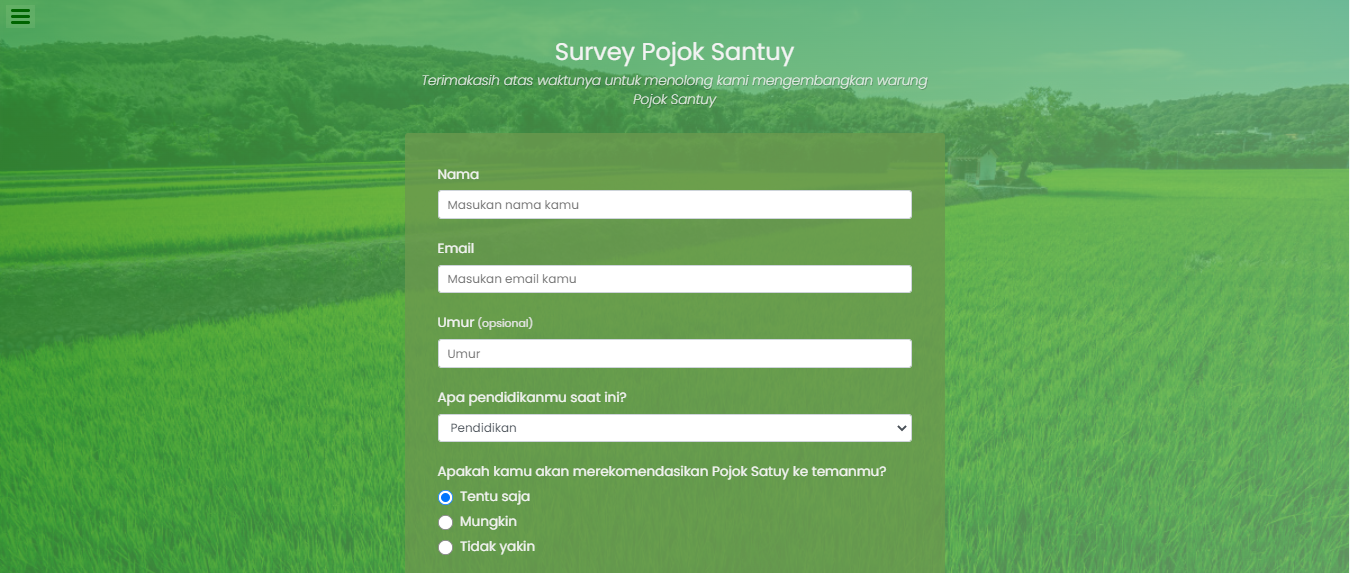 Survey Pojok Santuy
Terimakasih atas waktunya untuk menolong kami mengembangkan warung
Pojok Santuy
Nama
Masukan nama kamu
Email
Masukan email kamu
Umur (opsional)
Umur
Apa pendidikanmu saat ini?
Pendidikan
Apakah kamu akan merekomendasikan Pojok Satuy ke temanmu?
Tentu saja
Mungkin
Tidak yakin